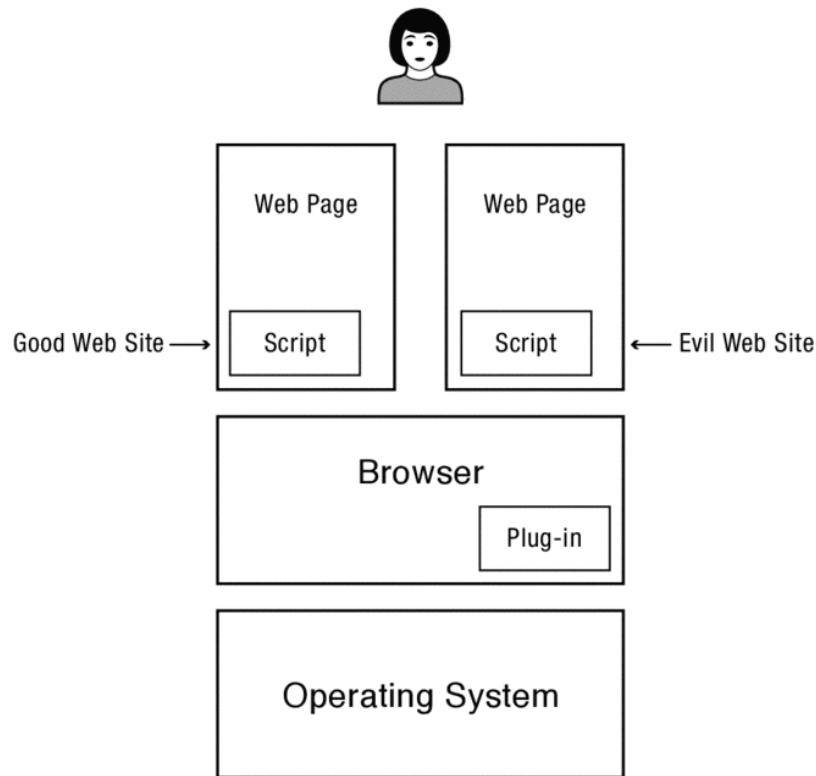 Web Page
Web Page
Good Web Site
Script
Script
Evil Web Site
Browser
Plug-in
Operating System